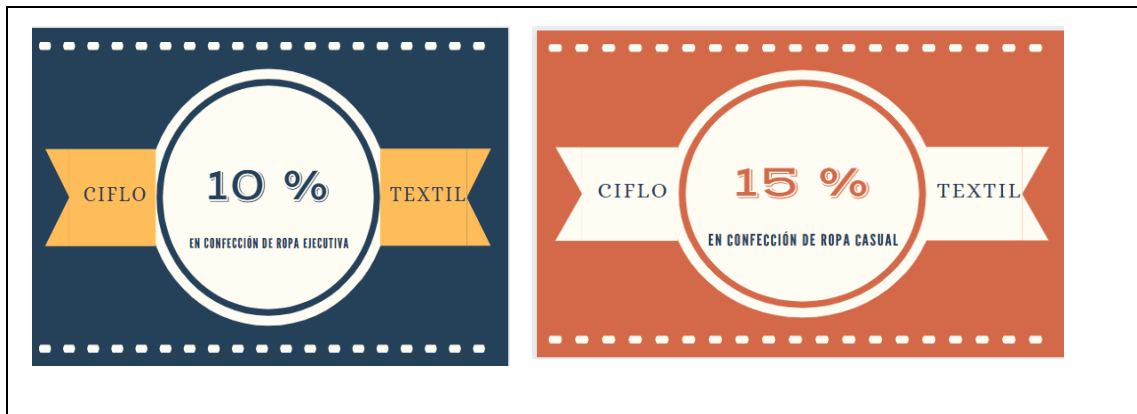 CIFLO
10 %
TEXTIL
EN CONFECCIÓN DE ROPA EJECUTIVA
CIFLO
15 %
TEXTIL
EN CONFECCIÓN DE ROPA CASUAL